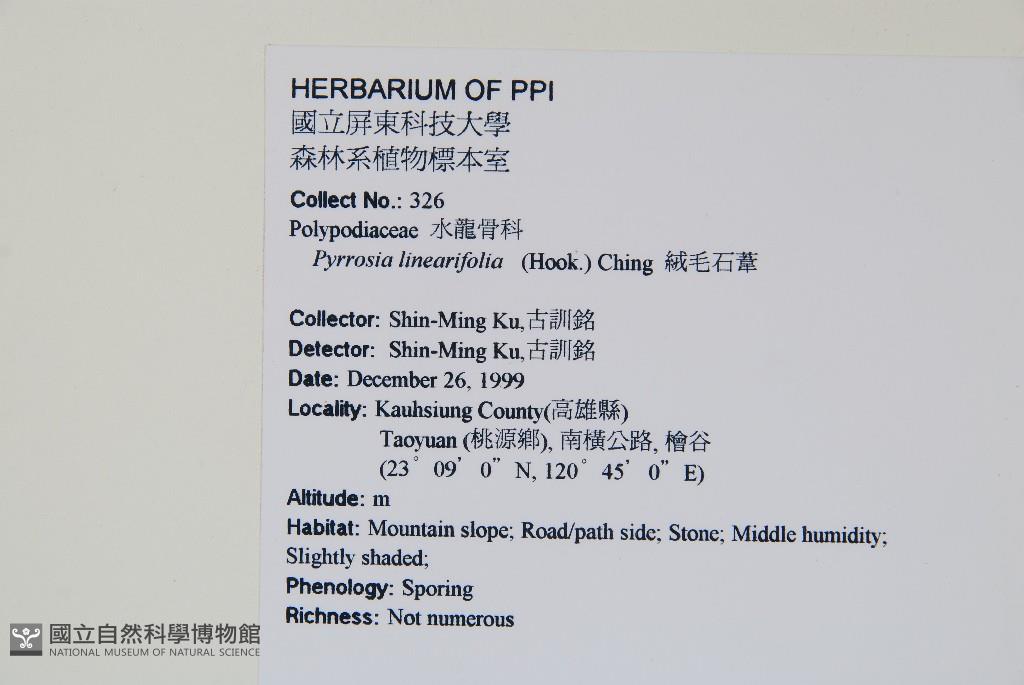 HERBARIUM OF PPI
國立屏東科技大學
森林系植物標本室
Collect No.: 326
Polypodiaceae 水龍骨科
Pyrrosia linearifolia (Hook.) Ching 絨毛石葦
Collector: Shin-Ming Ku,古訓銘
Detector: Shin-Ming Ku,古訓銘
Date: December 26, 1999
Locality: Kauhsiung County(高雄縣)
Taoyuan (桃源鄉), 南橫公路, 檜谷
(23° 09' 0" N, 120° 45' 0" E)
Altitude: m
Habitat: Mountain slope; Road/path side; Stone; Middle humidity;
Slightly shaded;
Phenology: Sporing
Richness: Not numerous
國立自然科學博物館
NATIONAL MUSEUM OF NATURAL SCIENCE